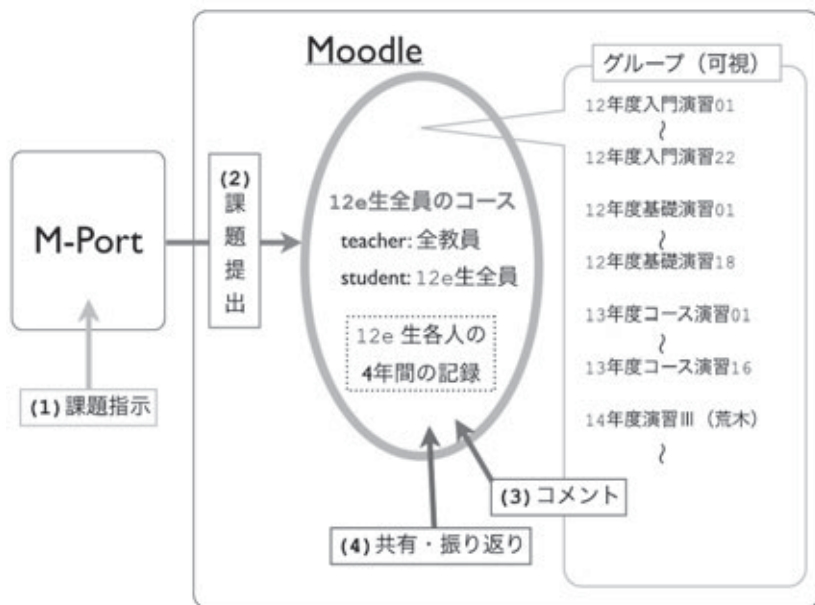 Moodle
グループ（可視）
12年度入門演習01
〜
12年度入門演習22
12年度基礎演習01
〜
12年度基礎演習18
13年度コース演習01
〜
13年度コース演習16
14年度演習Ⅲ（荒木）
〜
M-Port
(1)課題指示
(2)
課
題
提
出
12e生全員のコース
teacher: 全教員
student: 12e生全員
12e 生各人の
4年間の記録
(3)コメント
(4)共有・振り返り